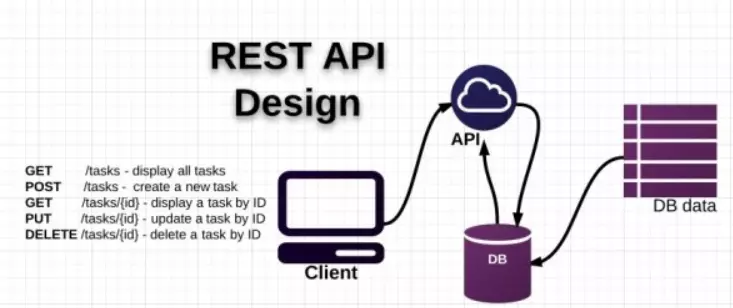 REST API
Design
API
GET /tasks - display all tasks
POST /tasks - create a new task
GET /tasks/{id} - display a task by ID
PUT /tasks/{id} - update a task by ID
DELETE /tasks/{id} - delete a task by ID
Client
DB
DB data